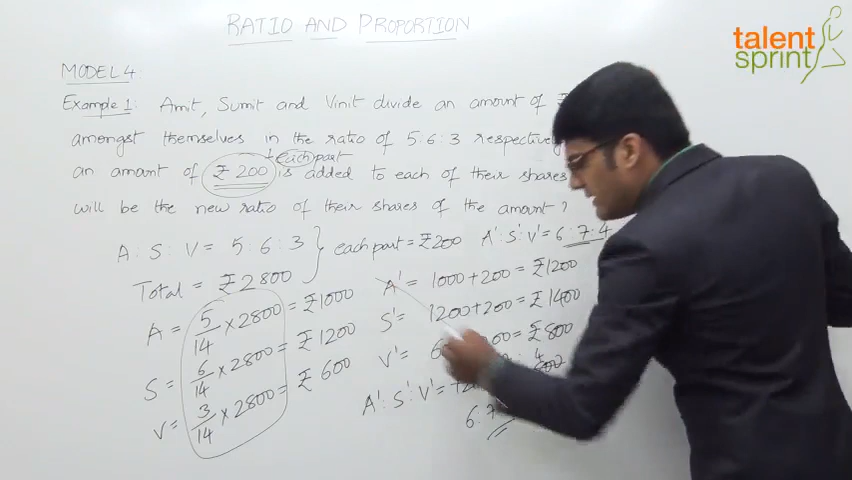 RATIO AND PROPORTION
talent
sprint
MODEL 4
Example 1: Amit, Sumit and Vinit divide an amount of
amongst themselves in the ratio of 5:6:3 respectively
each part
an amount of ₹ 200 is added to each of their shares
will be the new ratio of their shares of the amount?
A : S : V = 5 : 6 : 3
each part = ₹200
A' : S' : V' = 6 : 7 : 4
Total = ₹2800
A = 5/14 × 2800 = ₹1000
S = 6/14 × 2800 = ₹1200
V = 3/14 × 2800 = ₹600
A' = 1000 + 200 = ₹1200
S' = 1200 + 200 = ₹1400
V' = 00 = ₹800
A' : S' : V' =
6 : 7